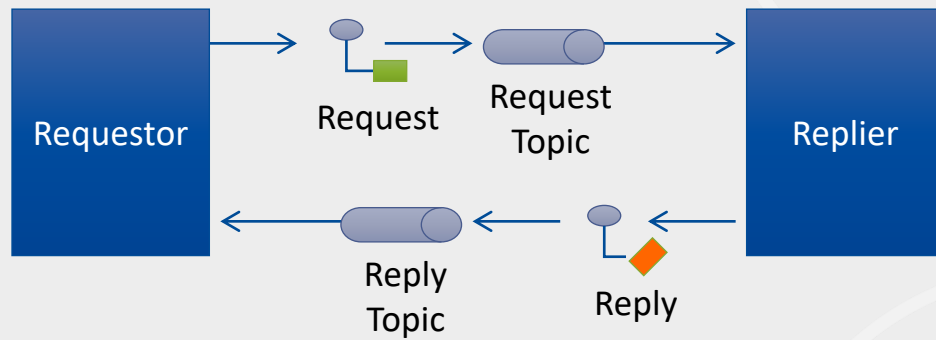 Requestor
Request
Request
Topic
Replier
Reply
Topic
Reply